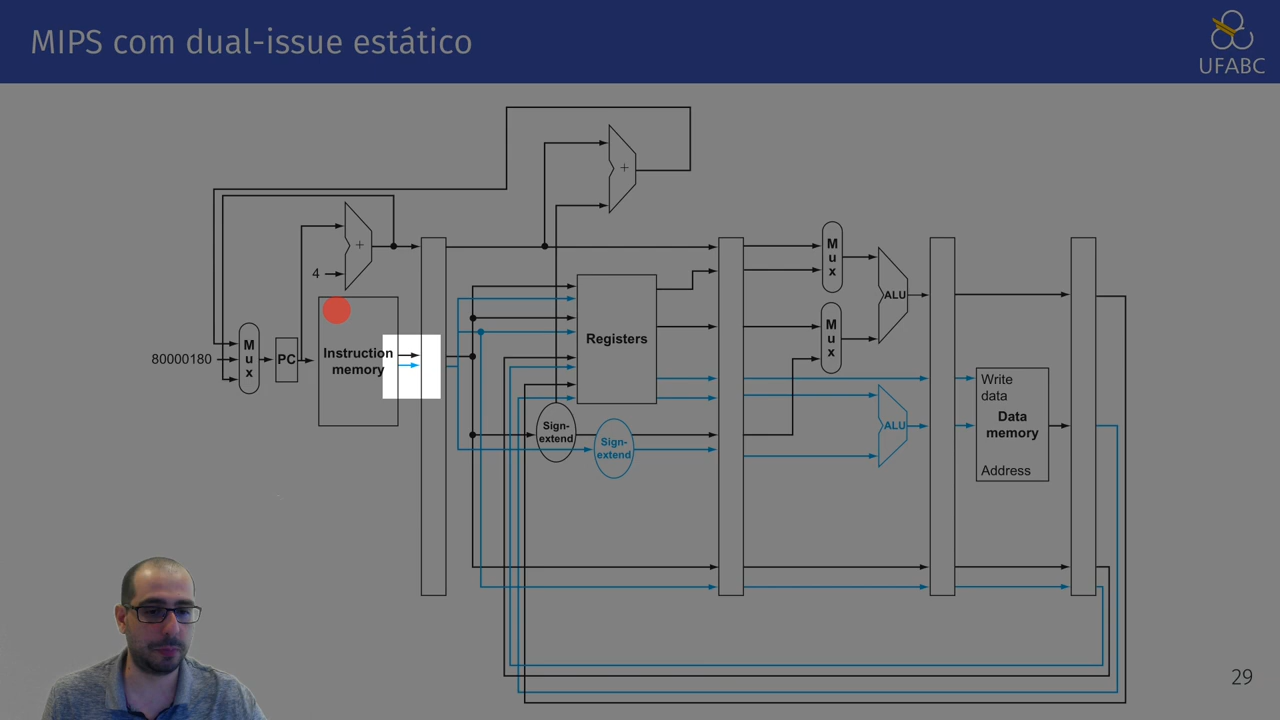 MIPS com dual-issue estático
UFABC
+
+
4
80000180
M
u
x
PC
Instruction
memory
Registers
Sign-
extend
Sign-
extend
M
u
x
M
u
x
ALU
ALU
Write
data
Data
memory
Address
29